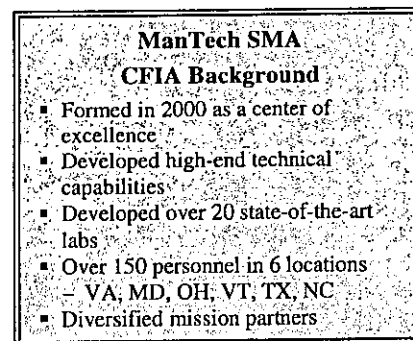 ManTech SMA
CFIA Background
▪ Formed in 2000 as a center of
excellence
▪ Developed high-end technical
capabilities
▪ Developed over 20 state-of-the-art
labs
▪ Over 150 personnel in 6 locations
– VA, MD, OH, VT, TX, NC
▪ Diversified mission partners